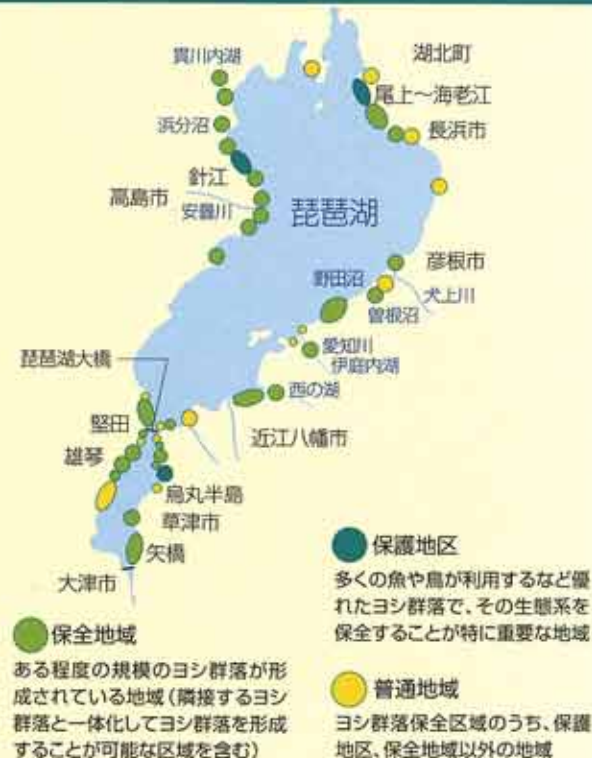 貫川内湖
湖北町
尾上～海老江
浜分沼
長浜市
針江
高島市
安曇川
琵琶湖
彦根市
野田沼
犬上川
曽根沼
愛知川
伊庭内湖
琵琶湖大橋
西の湖
堅田
近江八幡市
雄琴
烏丸半島
草津市
矢橋
大津市
保護地区
多くの魚や鳥が利用するなど優
れたヨシ群落で、その生態系を
保全することが特に重要な地域
保全地域
ある程度の規模のヨシ群落が形
成されている地域(隣接するヨシ
群落と一体化してヨシ群落を形成
することが可能な区域を含む)
普通地域
ヨシ群落保全区域のうち、保護
地区、保全地域以外の地域